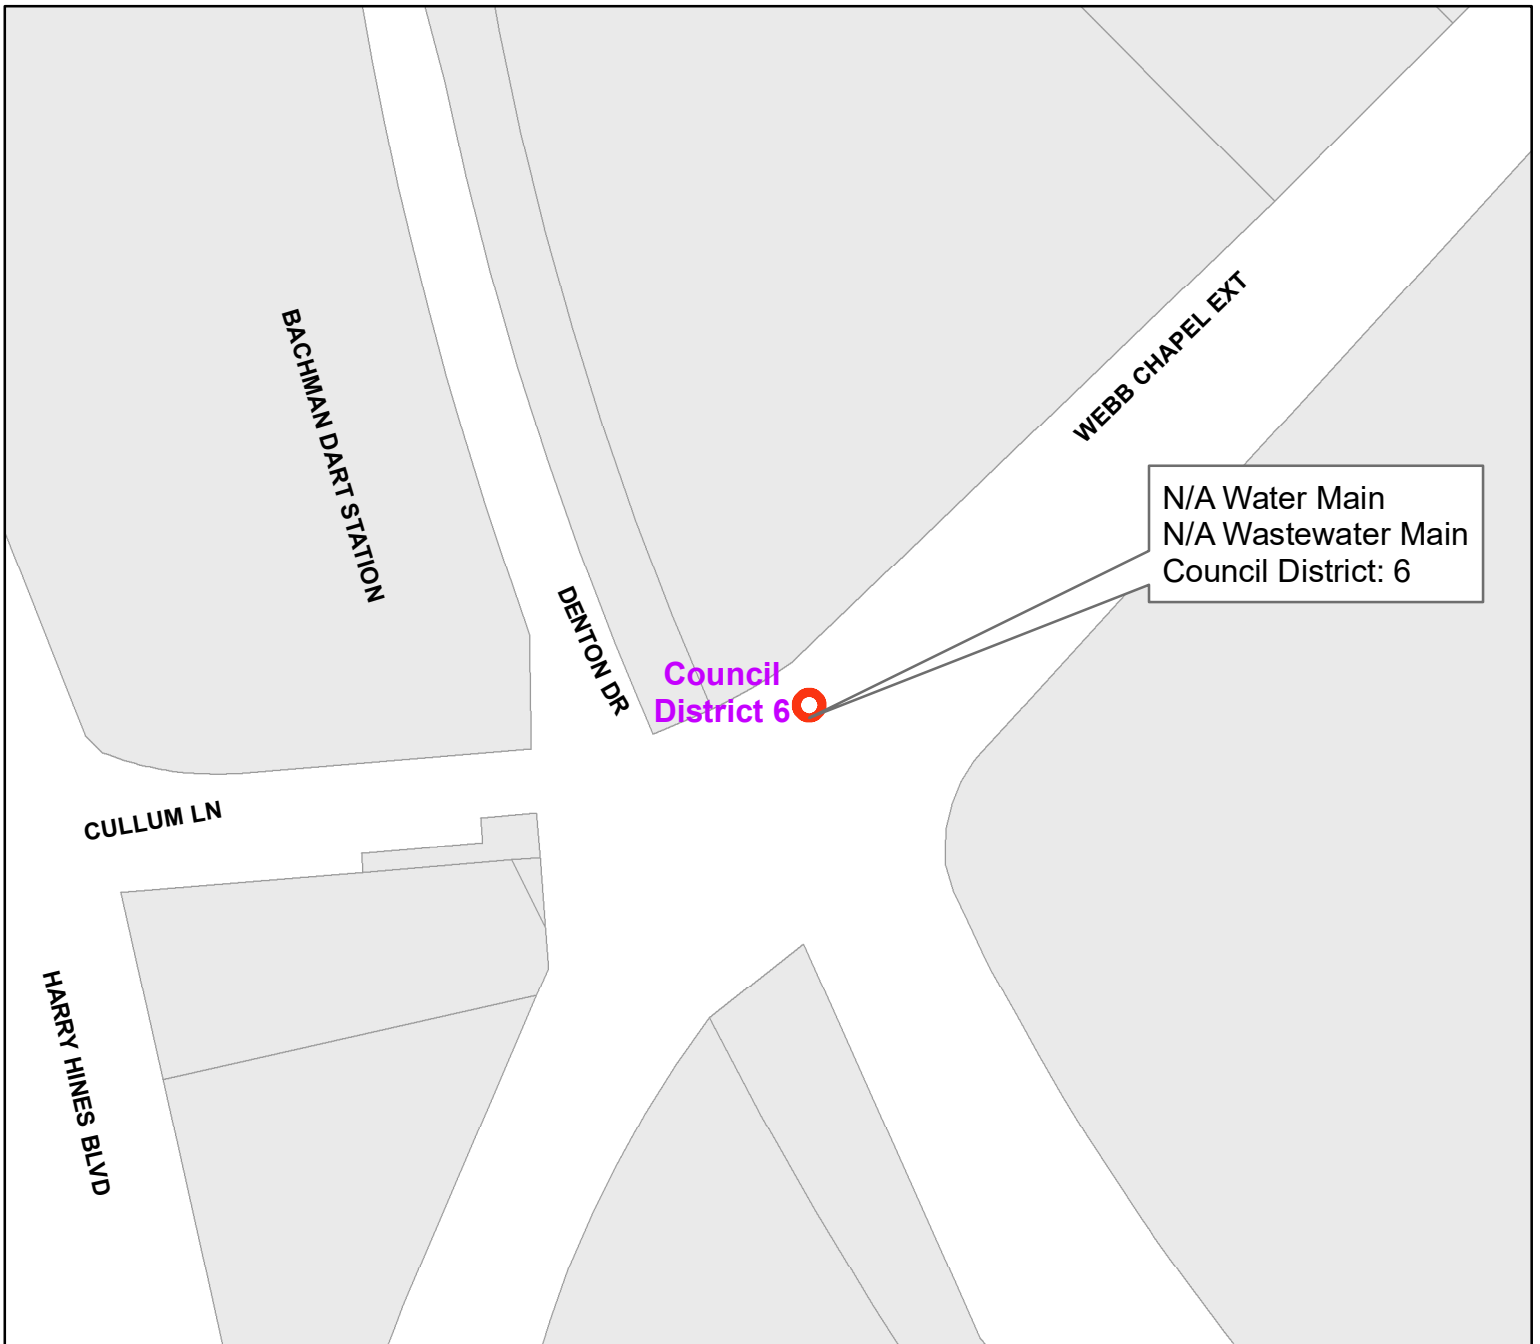 WEBB CHAPEL EXT
BACHMAN DART STATION
N/A Water Main
N/A Wastewater Main
Council District: 6
DENTON DR
Council
District 6
CULLUM LN
HARRY HINES BLVD